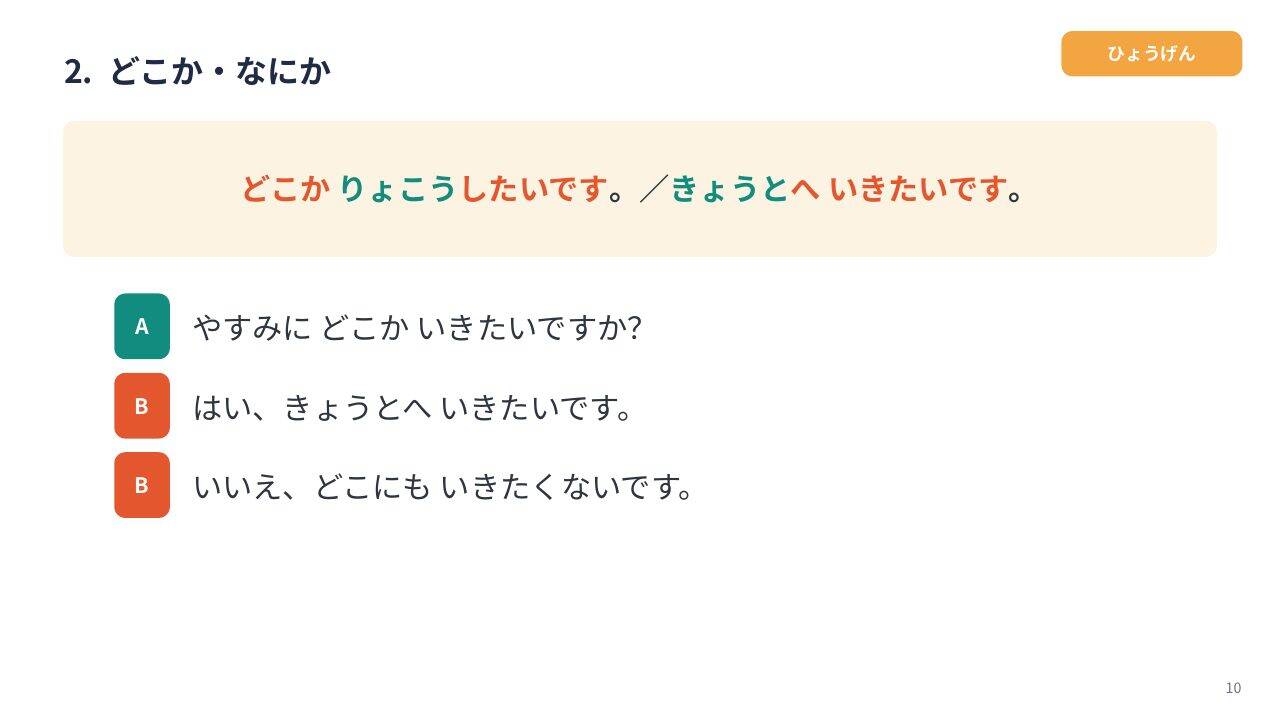 2. どこか・なにか
ひょうげん
どこか りょこうしたいです。／きょうとへ いきたいです。
A やすみに どこか いきたいですか?
B はい、きょうとへ いきたいです。
B いいえ、どこにも いきたくないです。
10